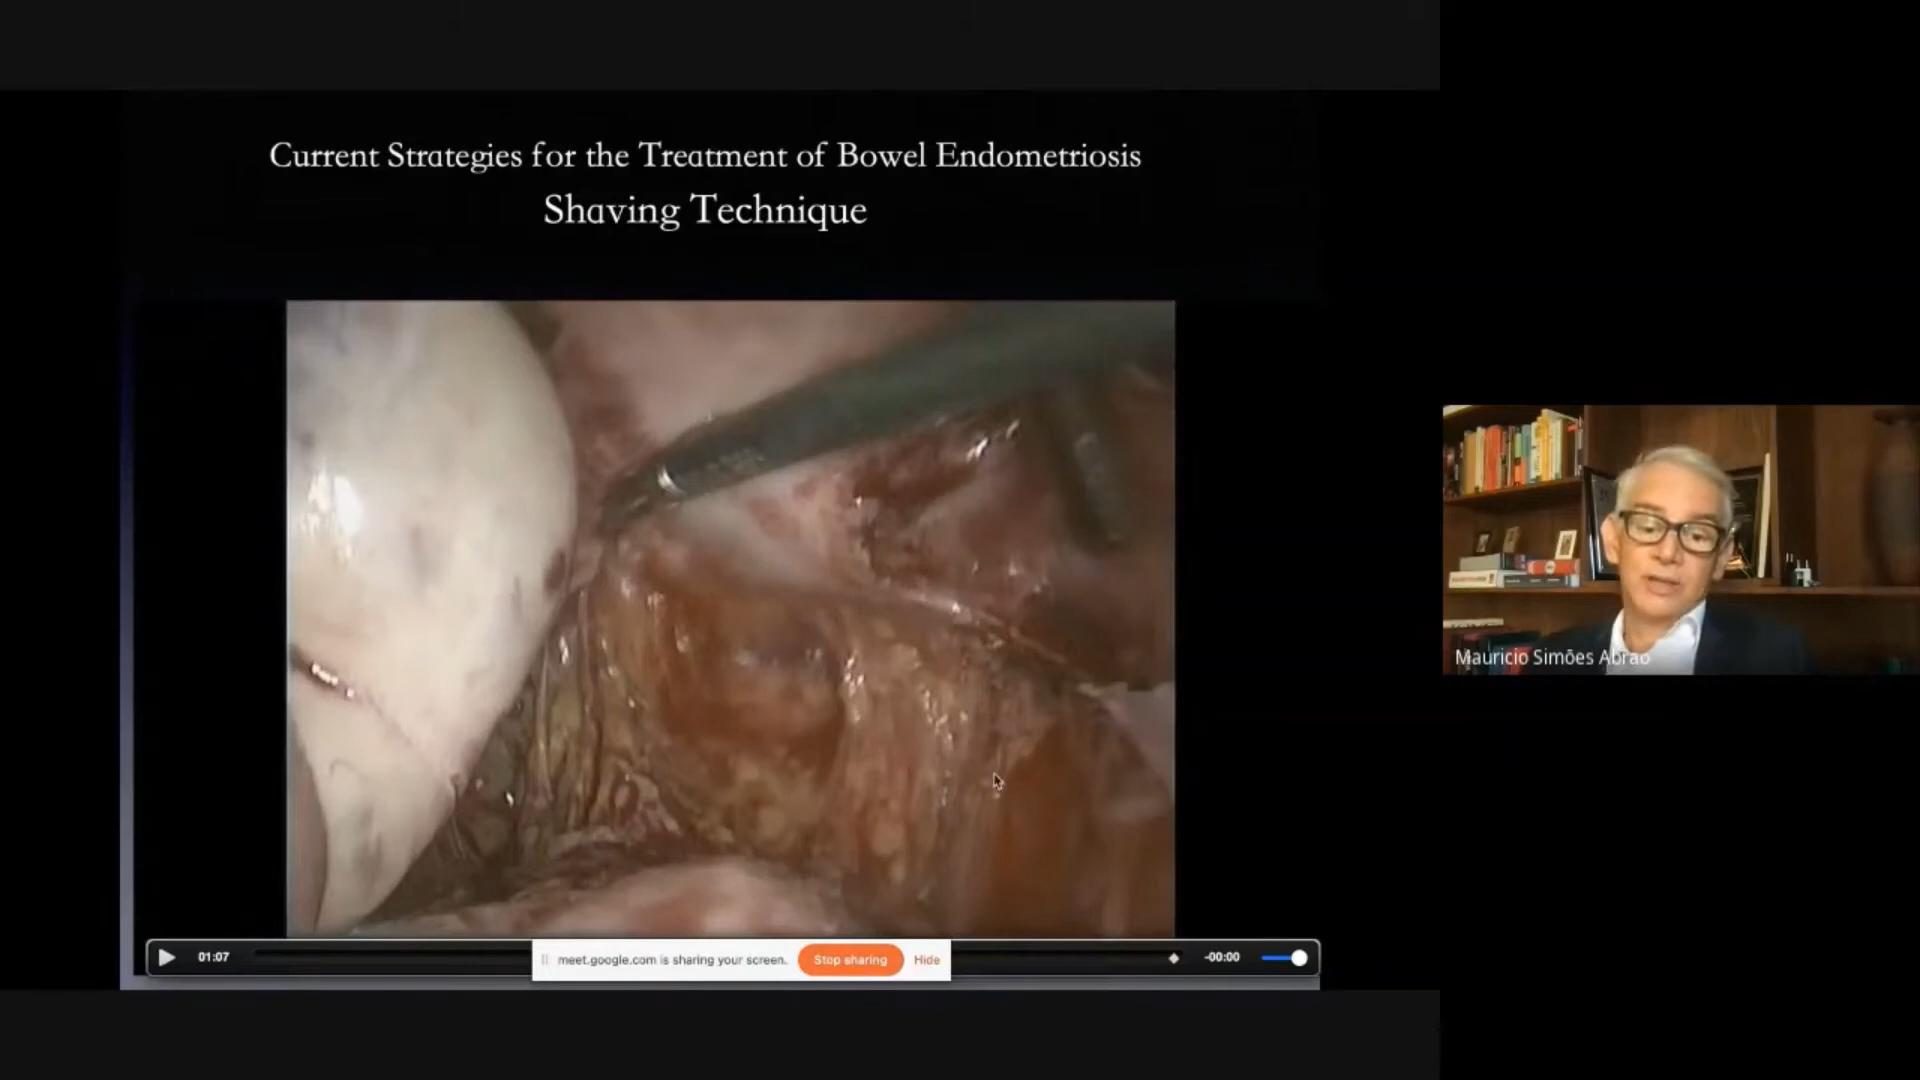 Current Strategies for the Treatment of Bowel Endometriosis
Shaving Technique
Mauricio Simões Abrao
01:07
meet.google.com is sharing your screen.
Stop sharing
Hide
-00:00